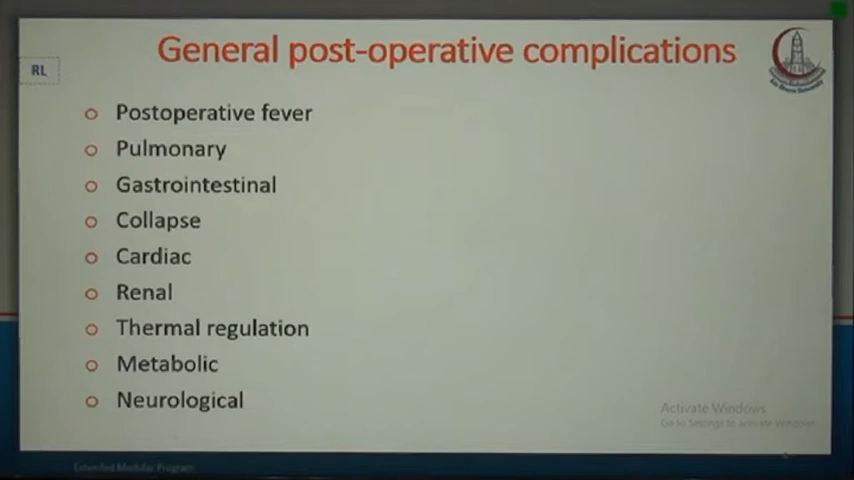 General post-operative complications
RL
Postoperative fever
Pulmonary
Gastrointestinal
Collapse
Cardiac
Renal
Thermal regulation
Metabolic
Neurological
Activate Windows
Go to Settings to activate Windows.
Extended Modular Program